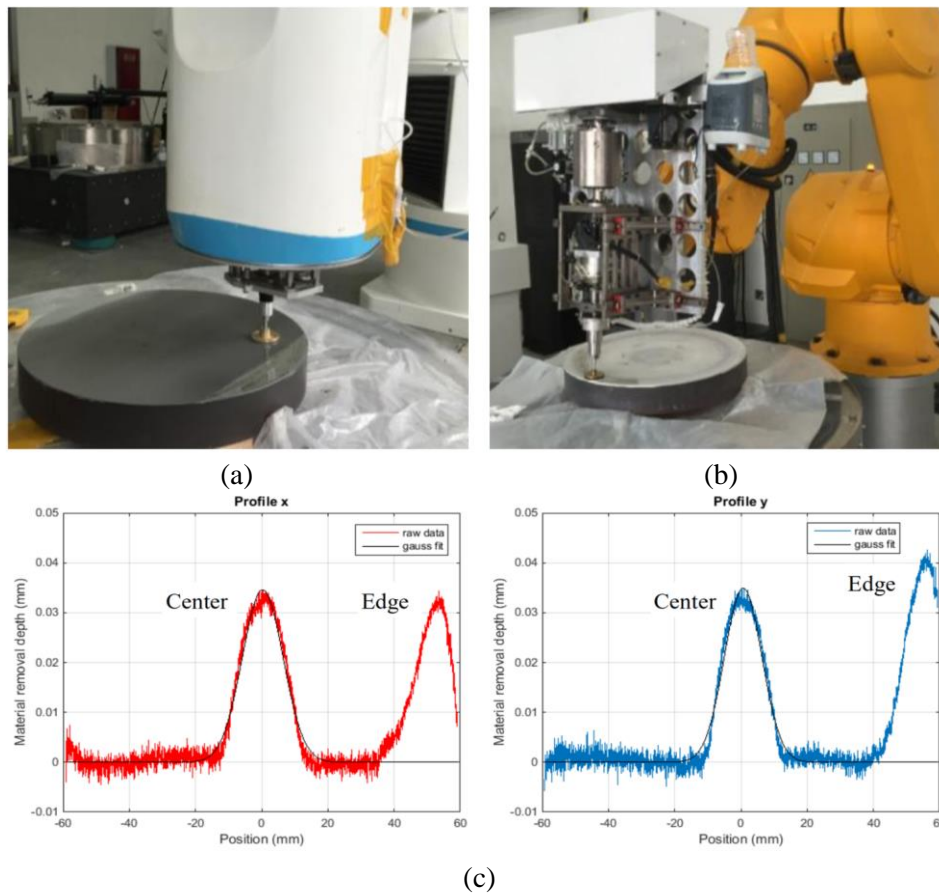 (a)
(b)
Profile x
0.05
0.04
0.03
0.02
0.01
0
-0.01
Material removal depth (mm)
raw data
gauss fit
Center
Edge
-60
-40
-20
0
20
40
60
Position (mm)
Profile y
0.05
0.04
0.03
0.02
0.01
0
-0.01
Material removal depth (mm)
raw data
gauss fit
Center
Edge
-60
-40
-20
0
20
40
Position (mm)
(c)